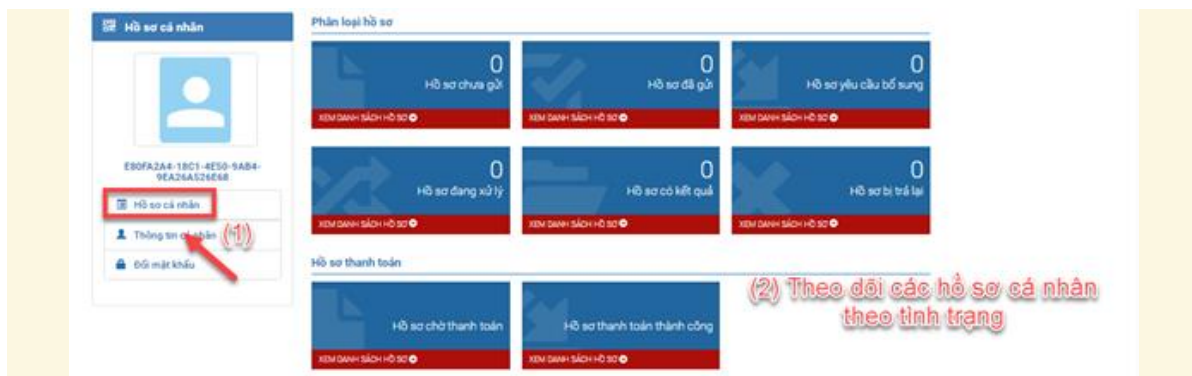 Hồ sơ cá nhân
E80FA2A4-18C1-4E50-9AB4-
9EA26A526E68
Hồ sơ cá nhân
Thông tin cá nhân
(1)
Đổi mật khẩu
Phân loại hồ sơ
0
Hồ sơ chưa gửi
XEM DANH SÁCH HỒ SƠ
0
Hồ sơ đã gửi
XEM DANH SÁCH HỒ SƠ
0
Hồ sơ yêu cầu bổ sung
XEM DANH SÁCH HỒ SƠ
0
Hồ sơ đang xử lý
XEM DANH SÁCH HỒ SƠ
0
Hồ sơ có kết quả
XEM DANH SÁCH HỒ SƠ
0
Hồ sơ bị trả lại
XEM DANH SÁCH HỒ SƠ
Hồ sơ thanh toán
Hồ sơ chờ thanh toán
XEM DANH SÁCH HỒ SƠ
Hồ sơ thanh toán thành công
XEM DANH SÁCH HỒ SƠ
(2) Theo dõi các hồ sơ cá nhân
theo tình trạng